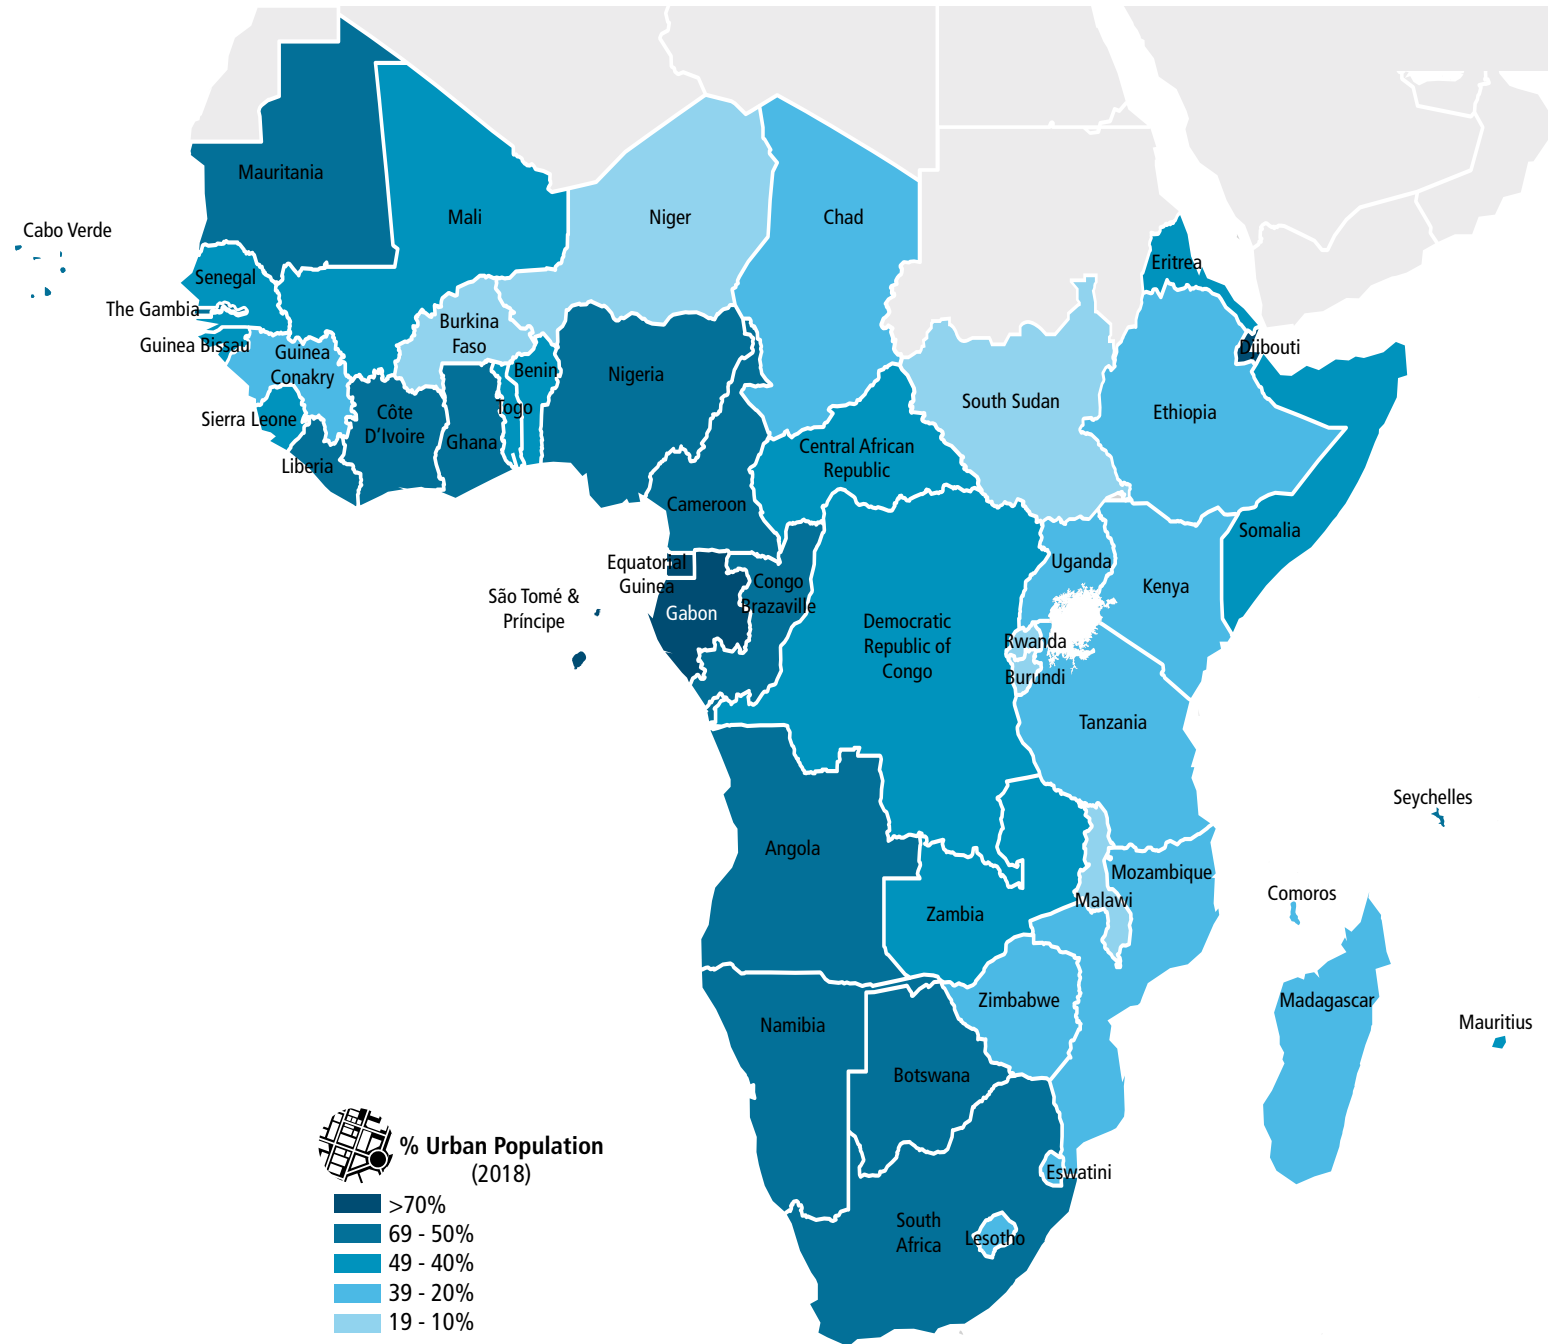 Mauritania
Mali
Niger
Chad
Cabo Verde
Senegal
Eritrea
The Gambia
Burkina
Faso
Guinea Bissau
Guinea
Conakry
Djibouti
Benin
Nigeria
South Sudan
Ethiopia
Togo
Sierra Leone
Côte
D'Ivoire
Ghana
Central African
Republic
Liberia
Cameroon
Somalia
Equatorial
Guinea
Uganda
Congo
Brazaville
Kenya
São Tomé &
Príncipe
Gabon
Democratic
Republic of
Congo
Rwanda
Burundi
Tanzania
Seychelles
Angola
Mozambique
Comoros
Malawi
Zambia
Zimbabwe
Madagascar
Namibia
Mauritius
Botswana
Eswatini
South
Africa
Lesotho
% Urban Population
(2018)
>70%
69 - 50%
49 - 40%
39 - 20%
19 - 10%